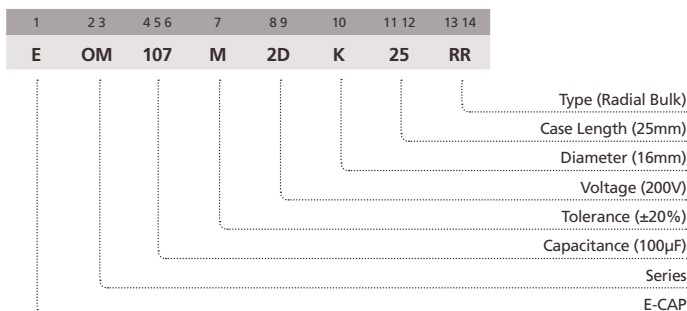 1 2 3 4 5 6 7 8 9 10 11 12 13 14
E OM 107 M 2D K 25 RR
Type (Radial Bulk)
Case Length (25mm)
Diameter (16mm)
Voltage (200V)
Tolerance (±20%)
Capacitance (100μF)
Series
E-CAP